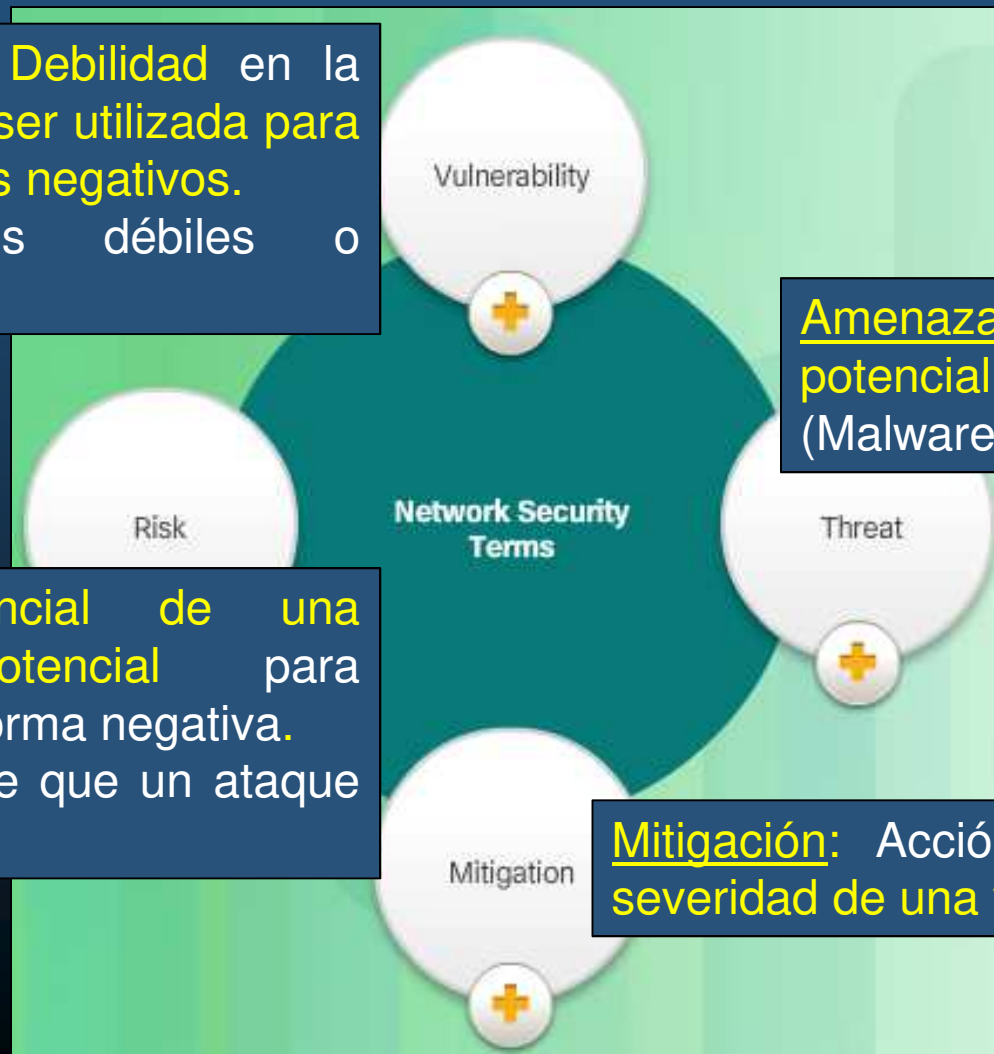 Debilidad en la
ser utilizada para
s negativos.
s débiles o
Vulnerability
Amenaza
potencial
(Malware
Risk
Network Security
Terms
Threat
ncial de una
otencial para
orma negativa.
e que un ataque
Mitigation
Mitigación: Acció
severidad de una